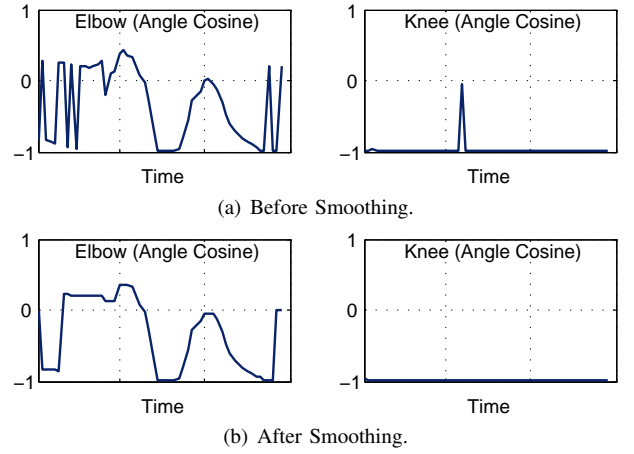 Elbow (Angle Cosine)
1
0
−1
Time
Knee (Angle Cosine)
1
0
−1
Time
(a) Before Smoothing.
Elbow (Angle Cosine)
1
0
−1
Time
Knee (Angle Cosine)
1
0
−1
Time
(b) After Smoothing.